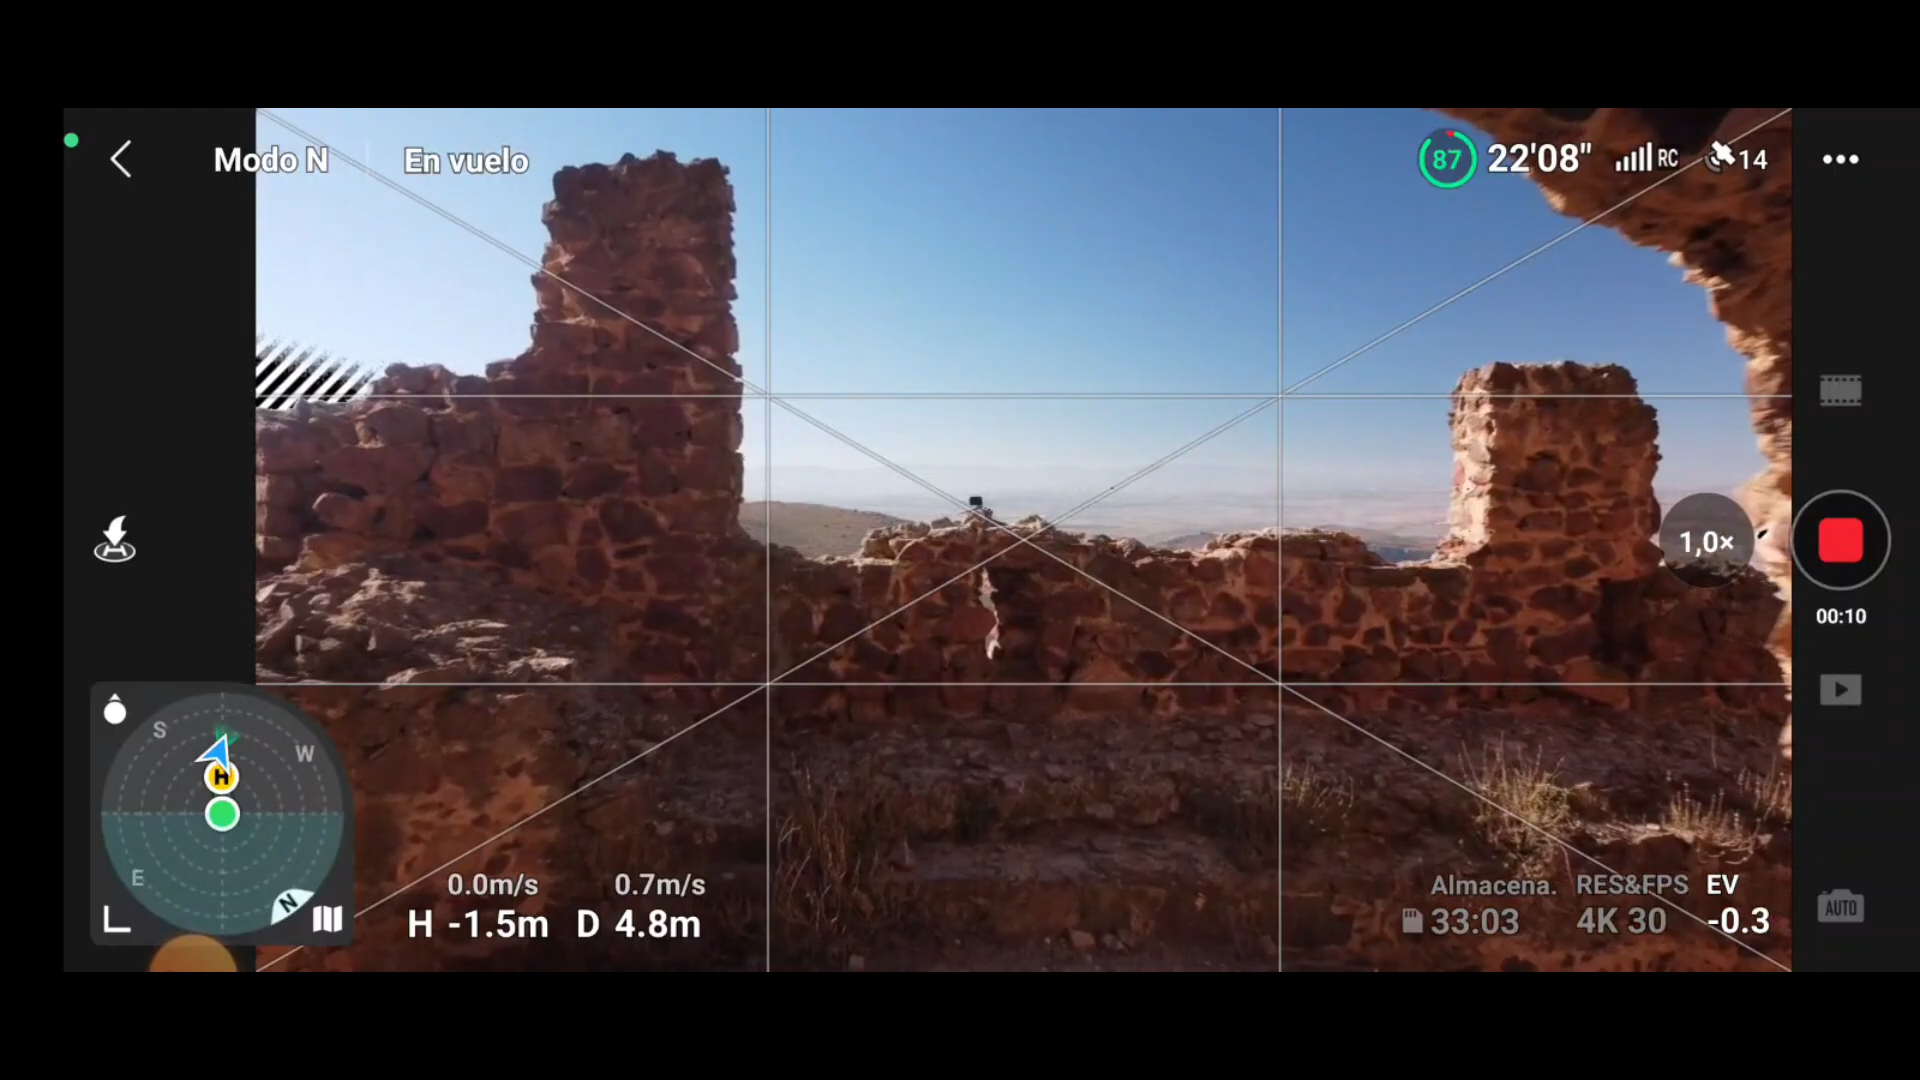 Modo N
En vuelo
87
22'08"
RC
14
1,0×
00:10
S
W
H
E
N
0.0m/s
0.7m/s
H -1.5m
D 4.8m
Almacena.
RES&FPS
EV
33:03
4K 30
-0.3
AUTO